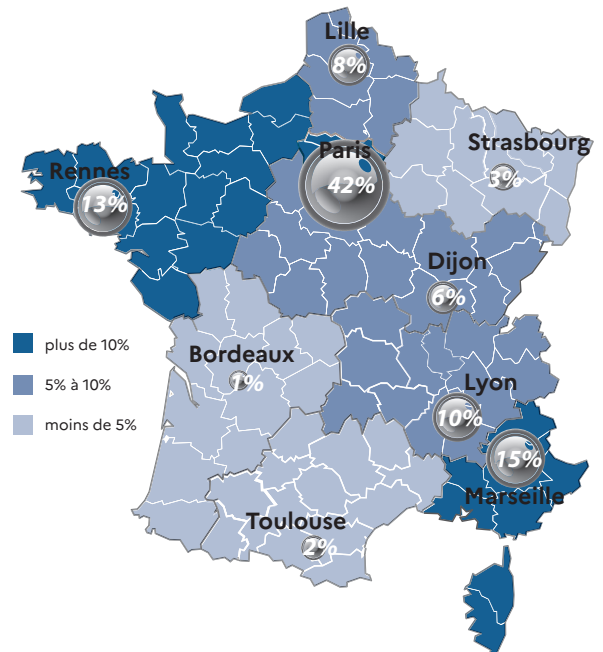 Lille
8%
Strasbourg
3%
Paris
42%
Rennes
13%
Dijon
6%
plus de 10%
5% à 10%
moins de 5%
Bordeaux
1%
Lyon
10%
15%
Marseille
Toulouse
2%